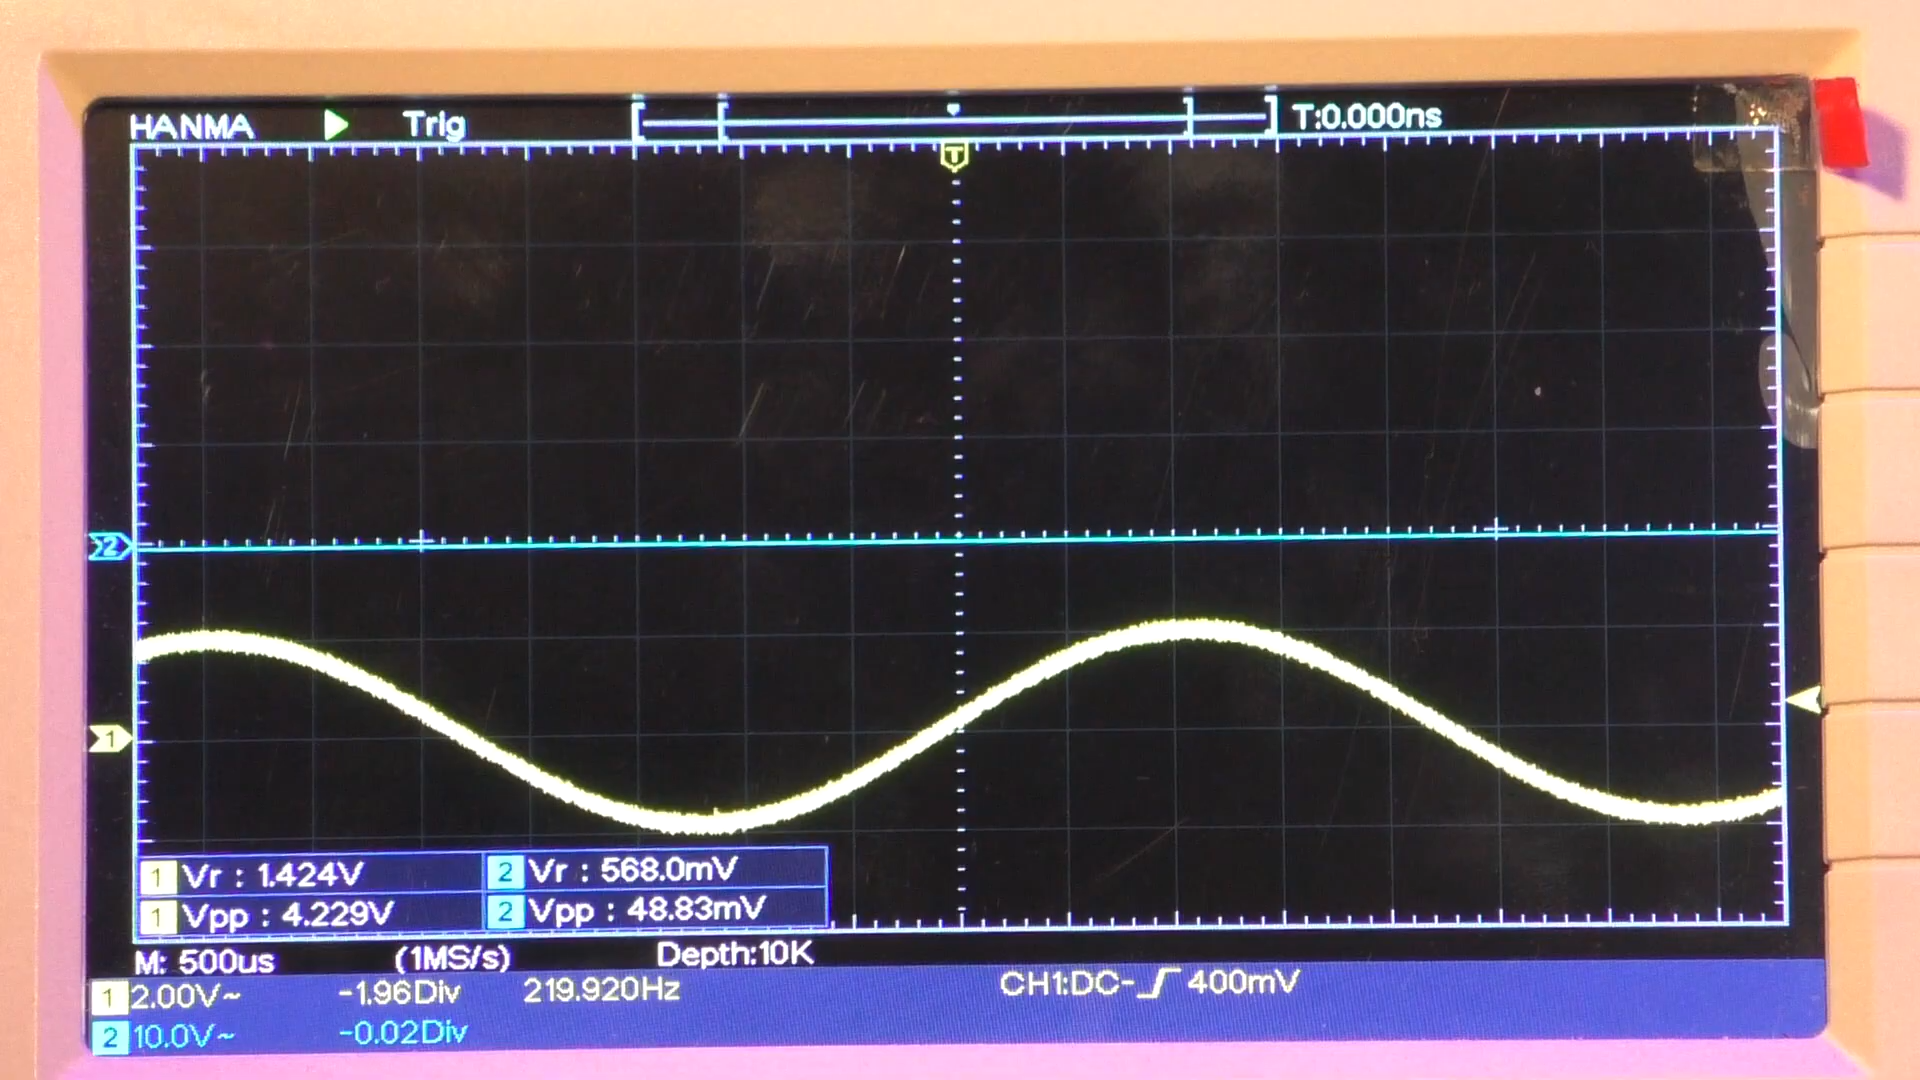 HANMA Trig T:0.000ns
T
2
1
1 Vr : 1.424V 2 Vr : 568.0mV
1 Vpp : 4.229V 2 Vpp : 48.83mV
M: 500us (1MS/s) Depth:10K
1 2.00V~ -1.96Div 219.920Hz CH1:DC- 400mV
2 10.0V~ -0.02Div